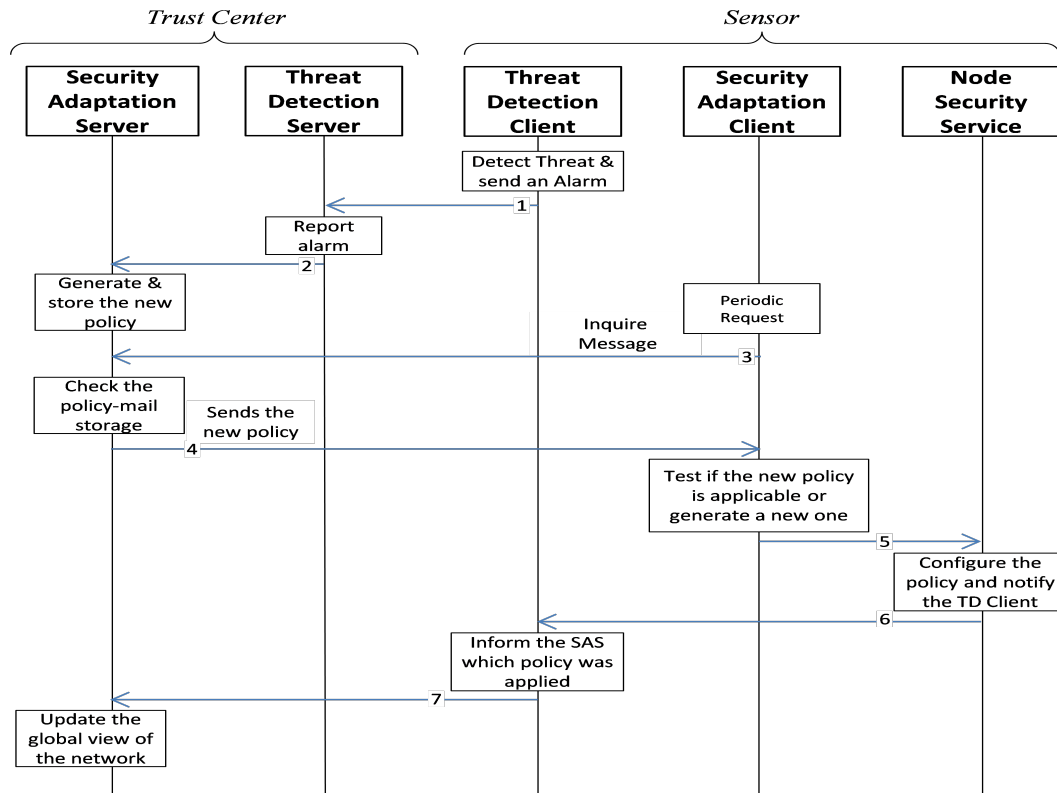 Trust Center
Sensor
Security
Adaptation
Server
Threat
Detection
Server
Threat
Detection
Client
Security
Adaptation
Client
Node
Security
Service
Detect Threat &
send an Alarm
1
Report
alarm
2
Generate &
store the new
policy
Periodic
Request
Inquire
Message
3
Check the
policy-mail
storage
Sends the
new policy
4
Test if the new policy
is applicable or
generate a new one
5
Configure the
policy and notify
the TD Client
6
Inform the SAS
which policy was
applied
7
Update the
global view of
the network